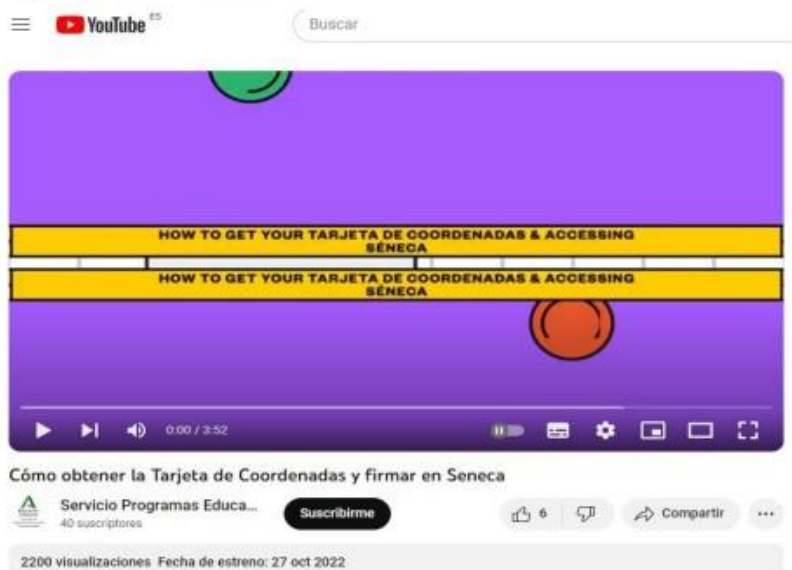 YouTube ES
Buscar
HOW TO GET YOUR TARJETA DE COORDENADAS & ACCESSING
SÉNECA
HOW TO GET YOUR TARJETA DE COORDENADAS & ACCESSING
SÉNECA
0:00 / 3:52
Cómo obtener la Tarjeta de Coordenadas y firmar en Seneca
Servicio Programas Educa...
40 suscriptores
Suscribirme
6
Compartir
2200 visualizaciones Fecha de estreno: 27 oct 2022